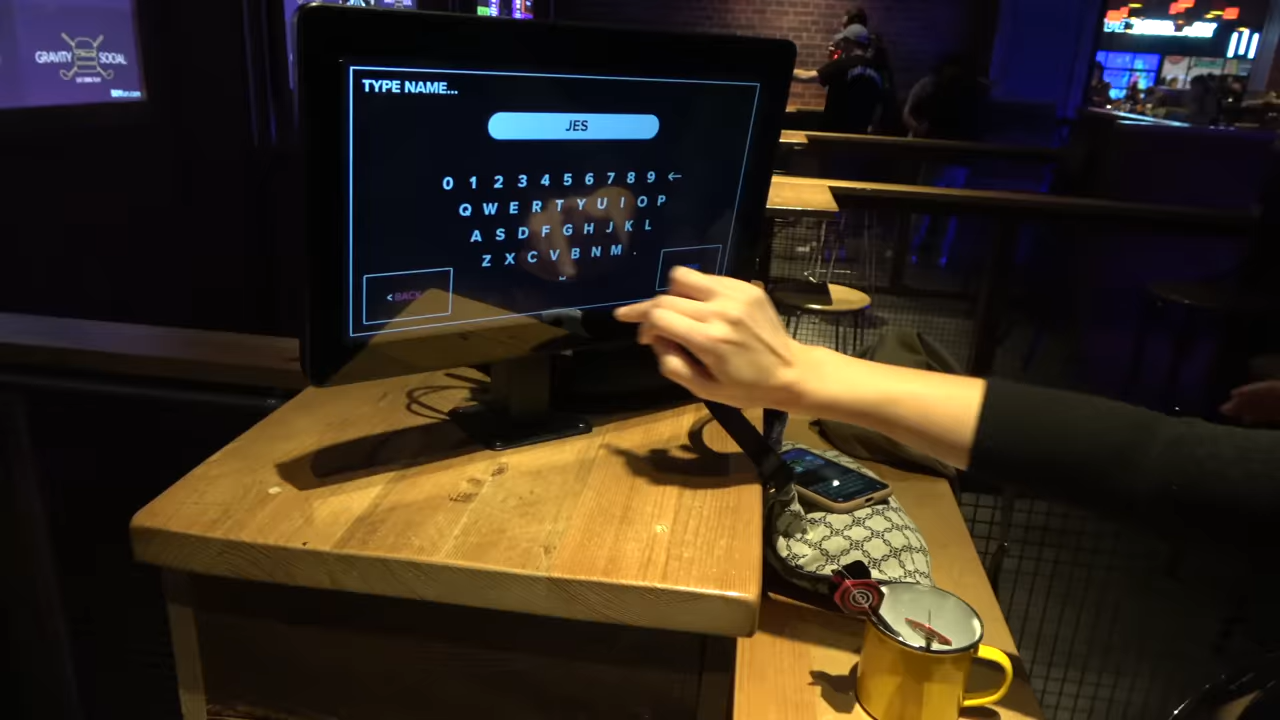 GRAVITY SOCIAL
TYPE NAME...
JES
0 1 2 3 4 5 6 7 8 9 ←
Q W E R T Y U I O P
A S D F G H J K L
Z X C V B N M .
< BACK